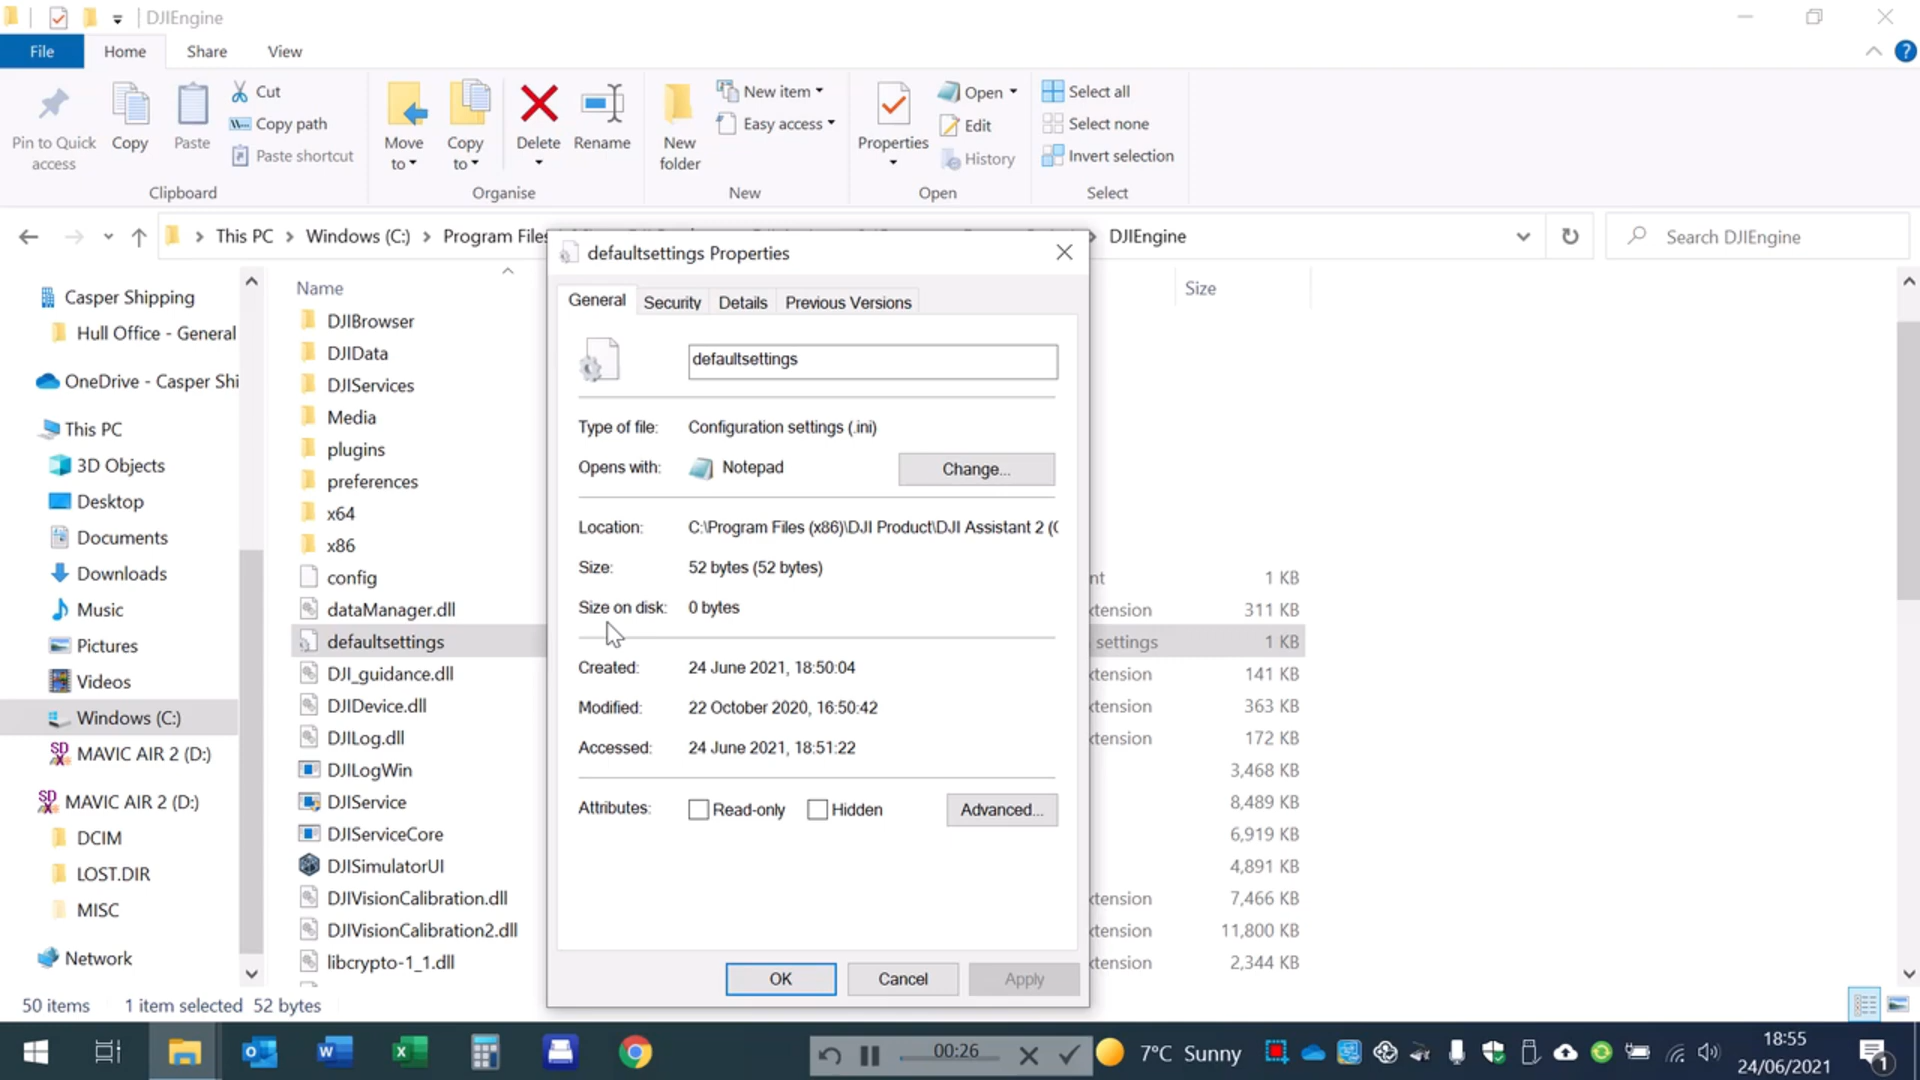 DJIEngine
File Home Share View
Pin to Quick access
Copy
Paste
Cut
Copy path
Paste shortcut
Clipboard
Move to
Copy to
Delete
Rename
Organise
New folder
New item
Easy access
New
Properties
Open
Edit
History
Open
Select all
Select none
Invert selection
Select
This PC Windows (C:) Program Files DJIEngine
Search DJIEngine
Casper Shipping
Hull Office - General
OneDrive - Casper Shi
This PC
3D Objects
Desktop
Documents
Downloads
Music
Pictures
Videos
Windows (C:)
MAVIC AIR 2 (D:)
MAVIC AIR 2 (D:)
DCIM
LOST.DIR
MISC
Network
Name Size
DJIBrowser
DJIData
DJIServices
Media
plugins
preferences
x64
x86
config nt 1 KB
dataManager.dll xtension 311 KB
defaultsettings settings 1 KB
DJI_guidance.dll xtension 141 KB
DJIDevice.dll xtension 363 KB
DJILog.dll xtension 172 KB
DJILogWin 3,468 KB
DJIService 8,489 KB
DJIServiceCore 6,919 KB
DJISimulatorUI 4,891 KB
DJIVisionCalibration.dll xtension 7,466 KB
DJIVisionCalibration2.dll xtension 11,800 KB
libcrypto-1_1.dll xtension 2,344 KB
defaultsettings Properties
General Security Details Previous Versions
defaultsettings
Type of file: Configuration settings (.ini)
Opens with: Notepad Change...
Location: C:\Program Files (x86)\DJI Product\DJI Assistant 2 (
Size: 52 bytes (52 bytes)
Size on disk: 0 bytes
Created: 24 June 2021, 18:50:04
Modified: 22 October 2020, 16:50:42
Accessed: 24 June 2021, 18:51:22
Attributes: Read-only Hidden Advanced...
OK Cancel Apply
50 items 1 item selected 52 bytes
00:26
7°C Sunny
18:55
24/06/2021
1